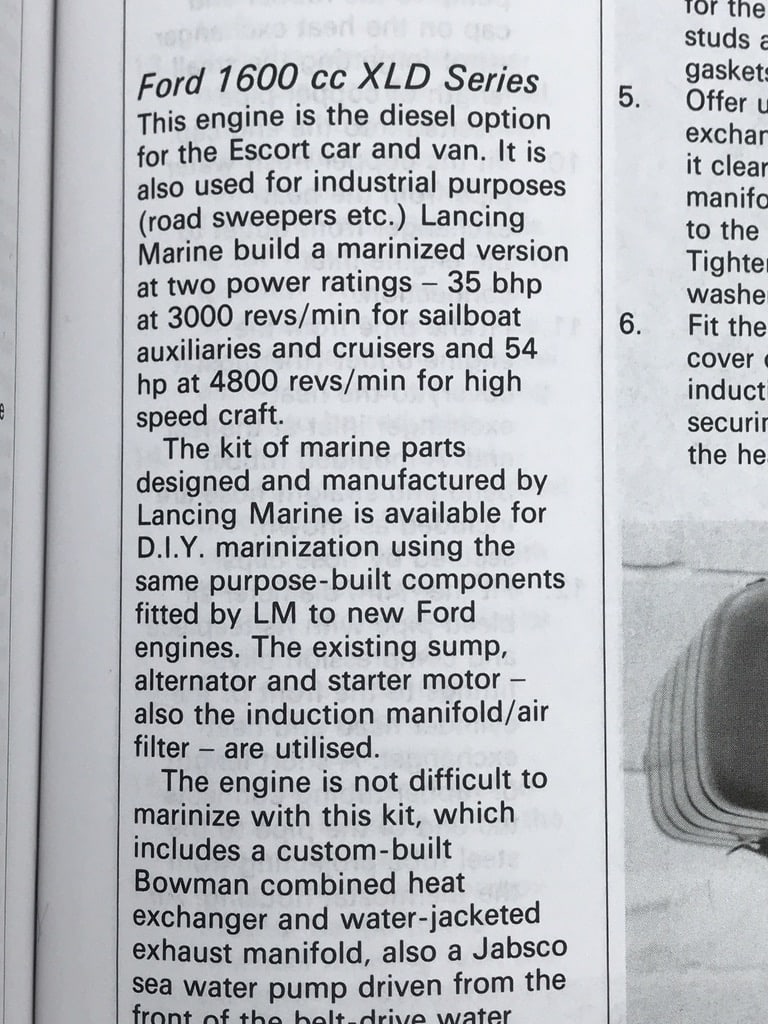 Ford 1600 cc XLD Series
This engine is the diesel option
for the Escort car and van. It is
also used for industrial purposes
(road sweepers etc.) Lancing
Marine build a marinized version
at two power ratings – 35 bhp
at 3000 revs/min for sailboat
auxiliaries and cruisers and 54
hp at 4800 revs/min for high
speed craft.
The kit of marine parts
designed and manufactured by
Lancing Marine is available for
D.I.Y. marinization using the
same purpose-built components
fitted by LM to new Ford
engines. The existing sump,
alternator and starter motor –
also the induction manifold/air
filter – are utilised.
The engine is not difficult to
marinize with this kit, which
includes a custom-built
Bowman combined heat
exchanger and water-jacketed
exhaust manifold, also a Jabsco
sea water pump driven from the
front of the belt-drive water
for the
studs
5. Offer
it clear
to the
6. Fit the
cover
the